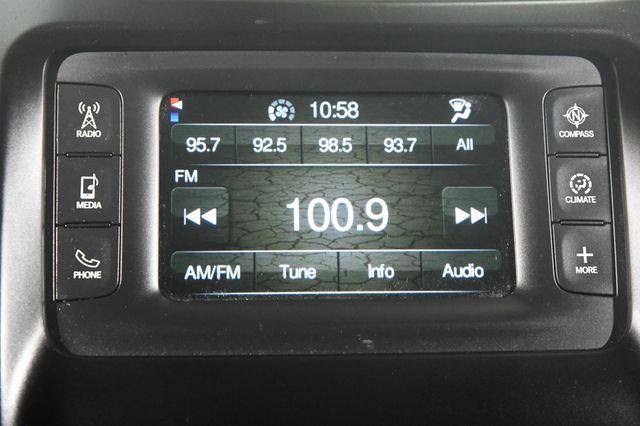 10:58
95.7 92.5 98.5 93.7 All
FM
100.9
AM/FM Tune Info Audio
RADIO
MEDIA
PHONE
N
COMPASS
CLIMATE
MORE